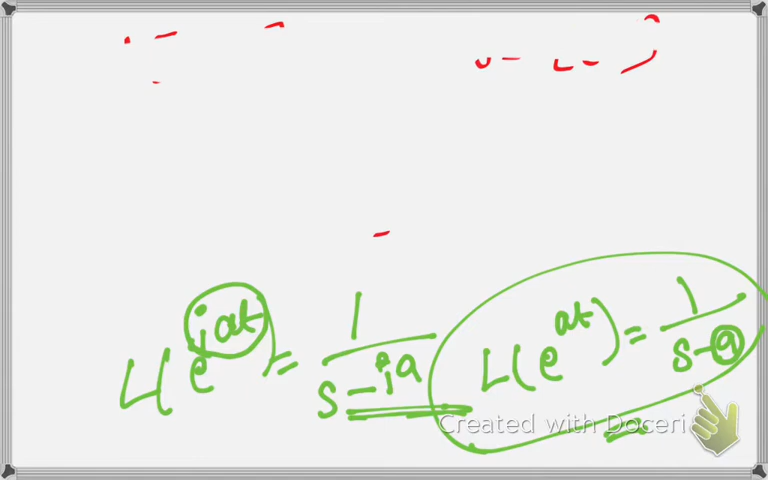 L(e^{iat}) = 1/(s-ia) L(e^{at}) = 1/(s-a)
Created with Doceri